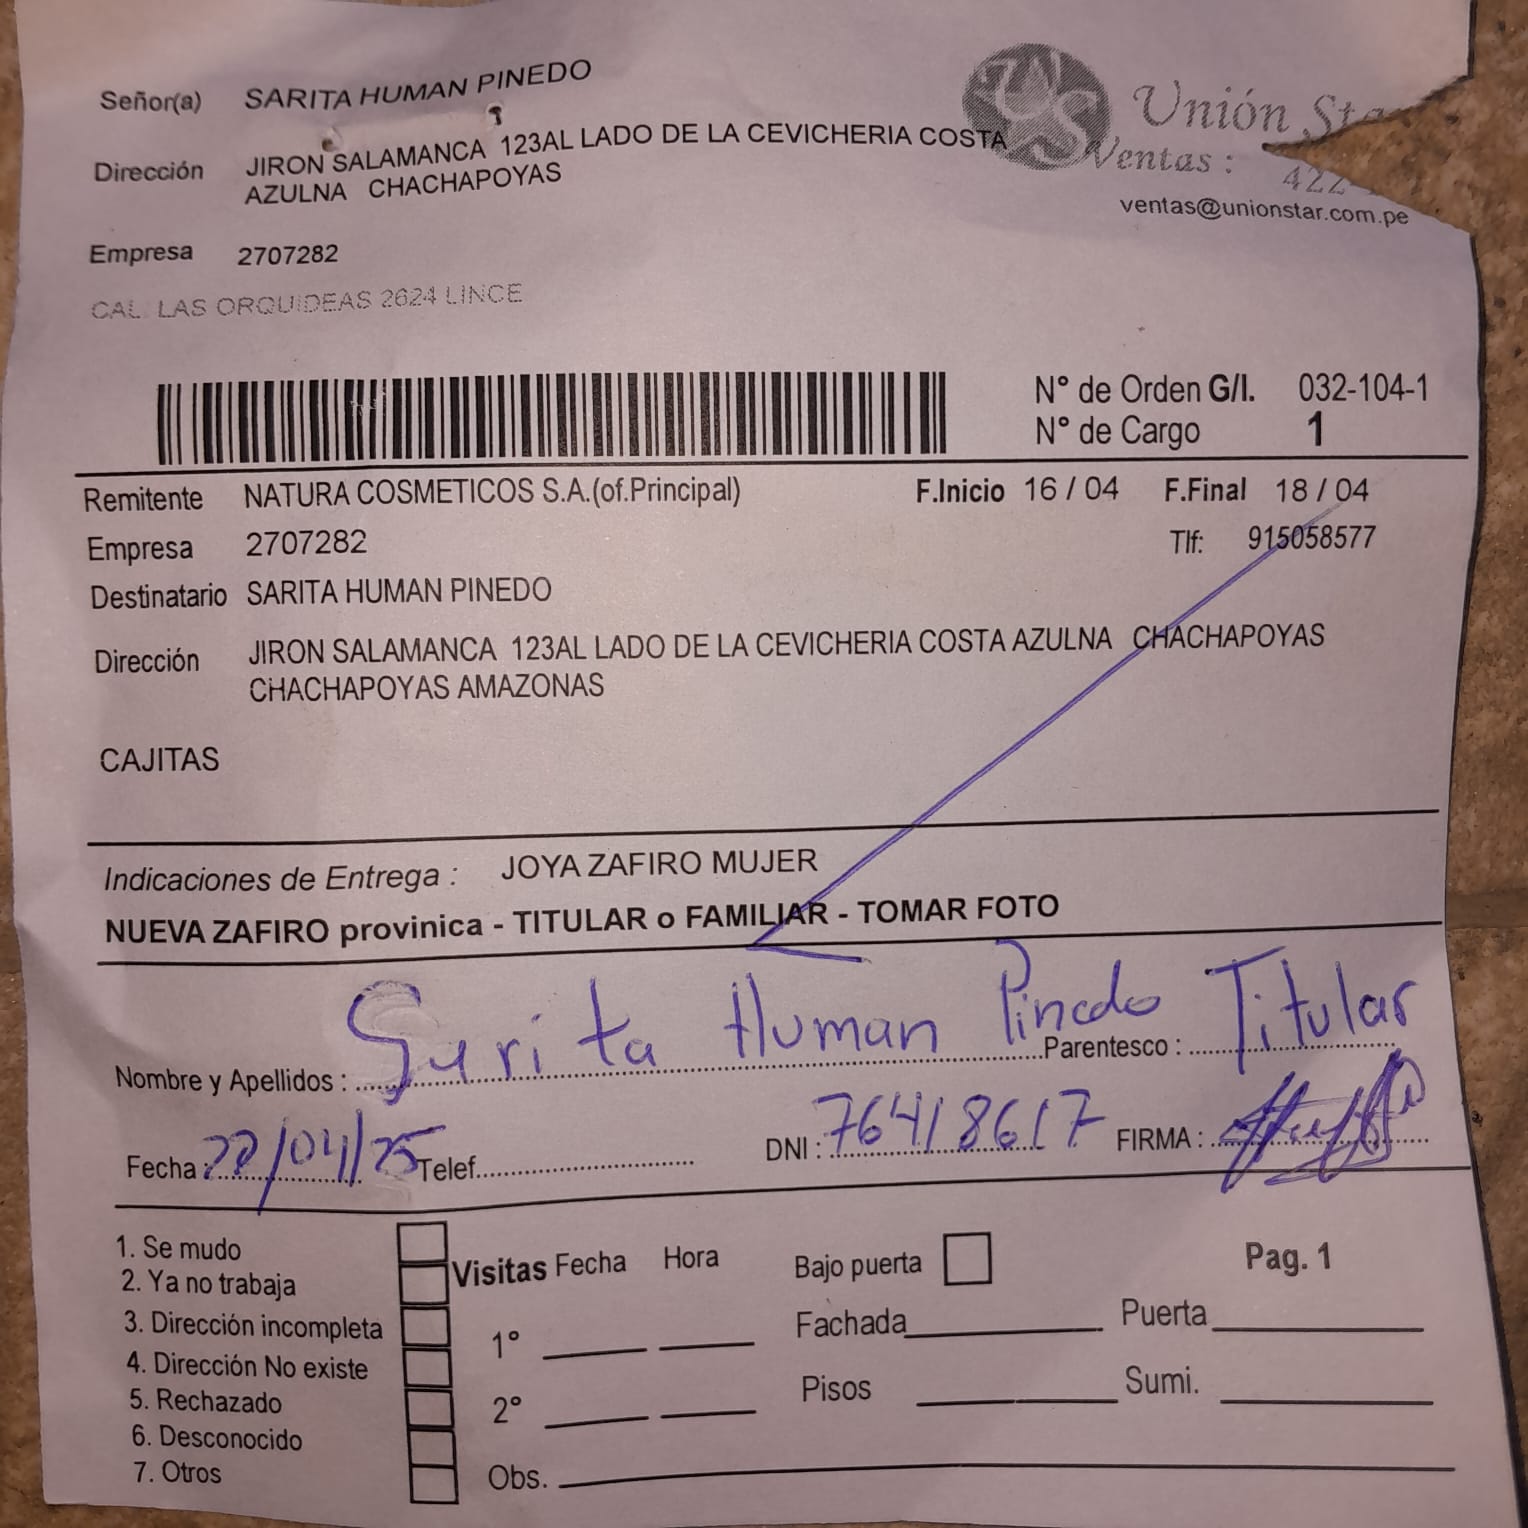 Señor(a) SARITA HUMAN PINEDO
Unión
Ventas :
Dirección JIRON SALAMANCA 123AL LADO DE LA CEVICHERIA COSTA
AZULNA CHACHAPOYAS
ventas@unionstar.com.pe
Empresa 2707282
CAL. LAS ORQUIDEAS 2624 LINCE
N° de Orden G/I. 032-104-1
N° de Cargo 1
Remitente NATURA COSMETICOS S.A.(of.Principal) F.Inicio 16 / 04 F.Final 18 / 04
Empresa 2707282 Tlf: 915058577
Destinatario SARITA HUMAN PINEDO
Dirección JIRON SALAMANCA 123AL LADO DE LA CEVICHERIA COSTA AZULNA CHACHAPOYAS
CHACHAPOYAS AMAZONAS
CAJITAS
Indicaciones de Entrega : JOYA ZAFIRO MUJER
NUEVA ZAFIRO provinica - TITULAR o FAMILIAR - TOMAR FOTO
Nombre y Apellidos : Sarita Human Pinedo Parentesco : Titular
Fecha : 22/04/25 Telef. DNI : 76418617 FIRMA :
1. Se mudo
2. Ya no trabaja
3. Dirección incompleta
4. Dirección No existe
5. Rechazado
6. Desconocido
7. Otros
Visitas Fecha Hora Bajo puerta Pag. 1
1° Fachada Puerta
2° Pisos Sumi.
Obs.